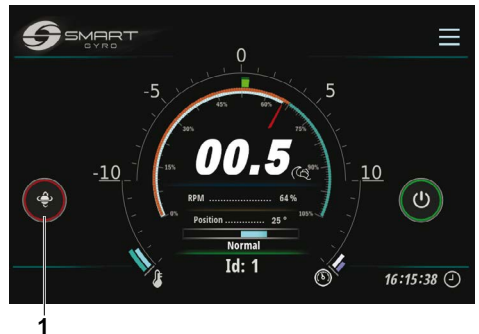 SMART
GYRO
0
-5
5
45%
60%
30%
75%
00.5
-10
15%
90%
10
RPM .......... 64 %
0%
Position ............. 25 °
105%
Normal
Id: 1
16:15:38
1